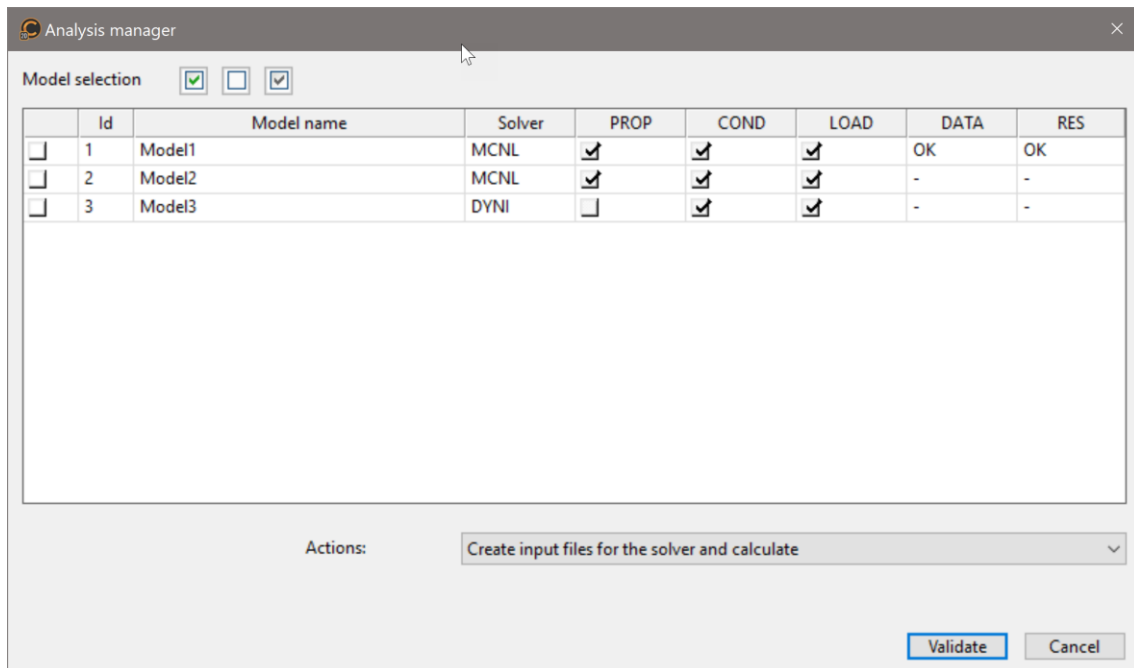 Analysis manager
Model selection
Id Model name Solver PROP COND LOAD DATA RES
1 Model1 MCNL OK OK
2 Model2 MCNL - -
3 Model3 DYNI - -
Actions: Create input files for the solver and calculate
Validate Cancel